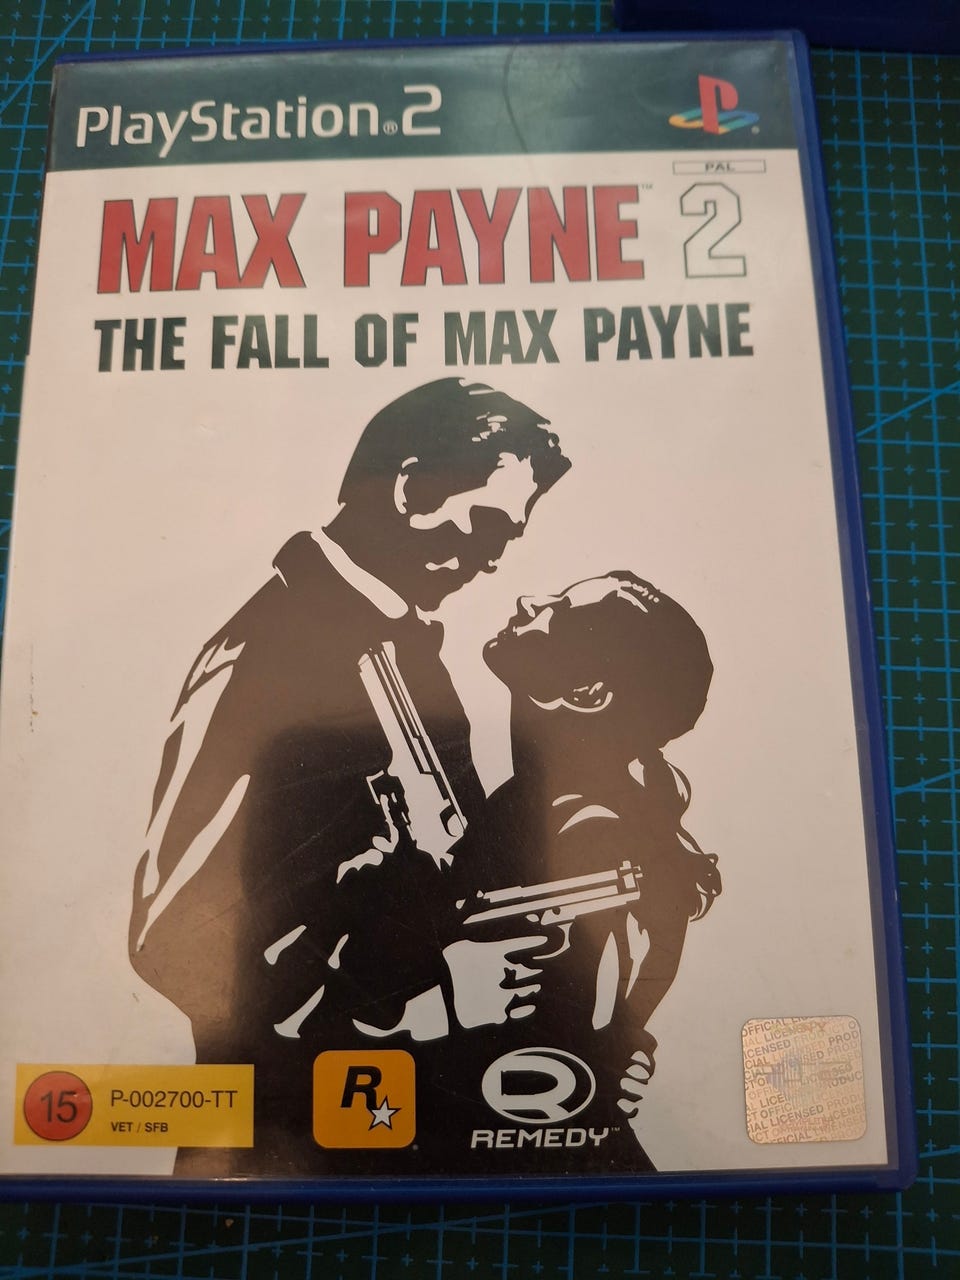 PlayStation®2
PAL
MAX PAYNE™ 2
THE FALL OF MAX PAYNE
15
P-002700-TT
VET / SFB
R
REMEDY™